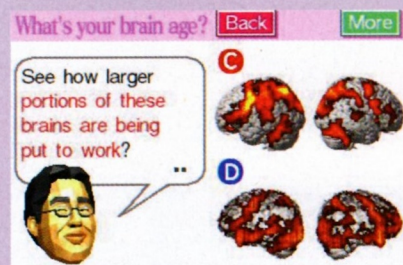 What's your brain age?
Back
More
See how larger
portions of these
brains are being
put to work?
C
D